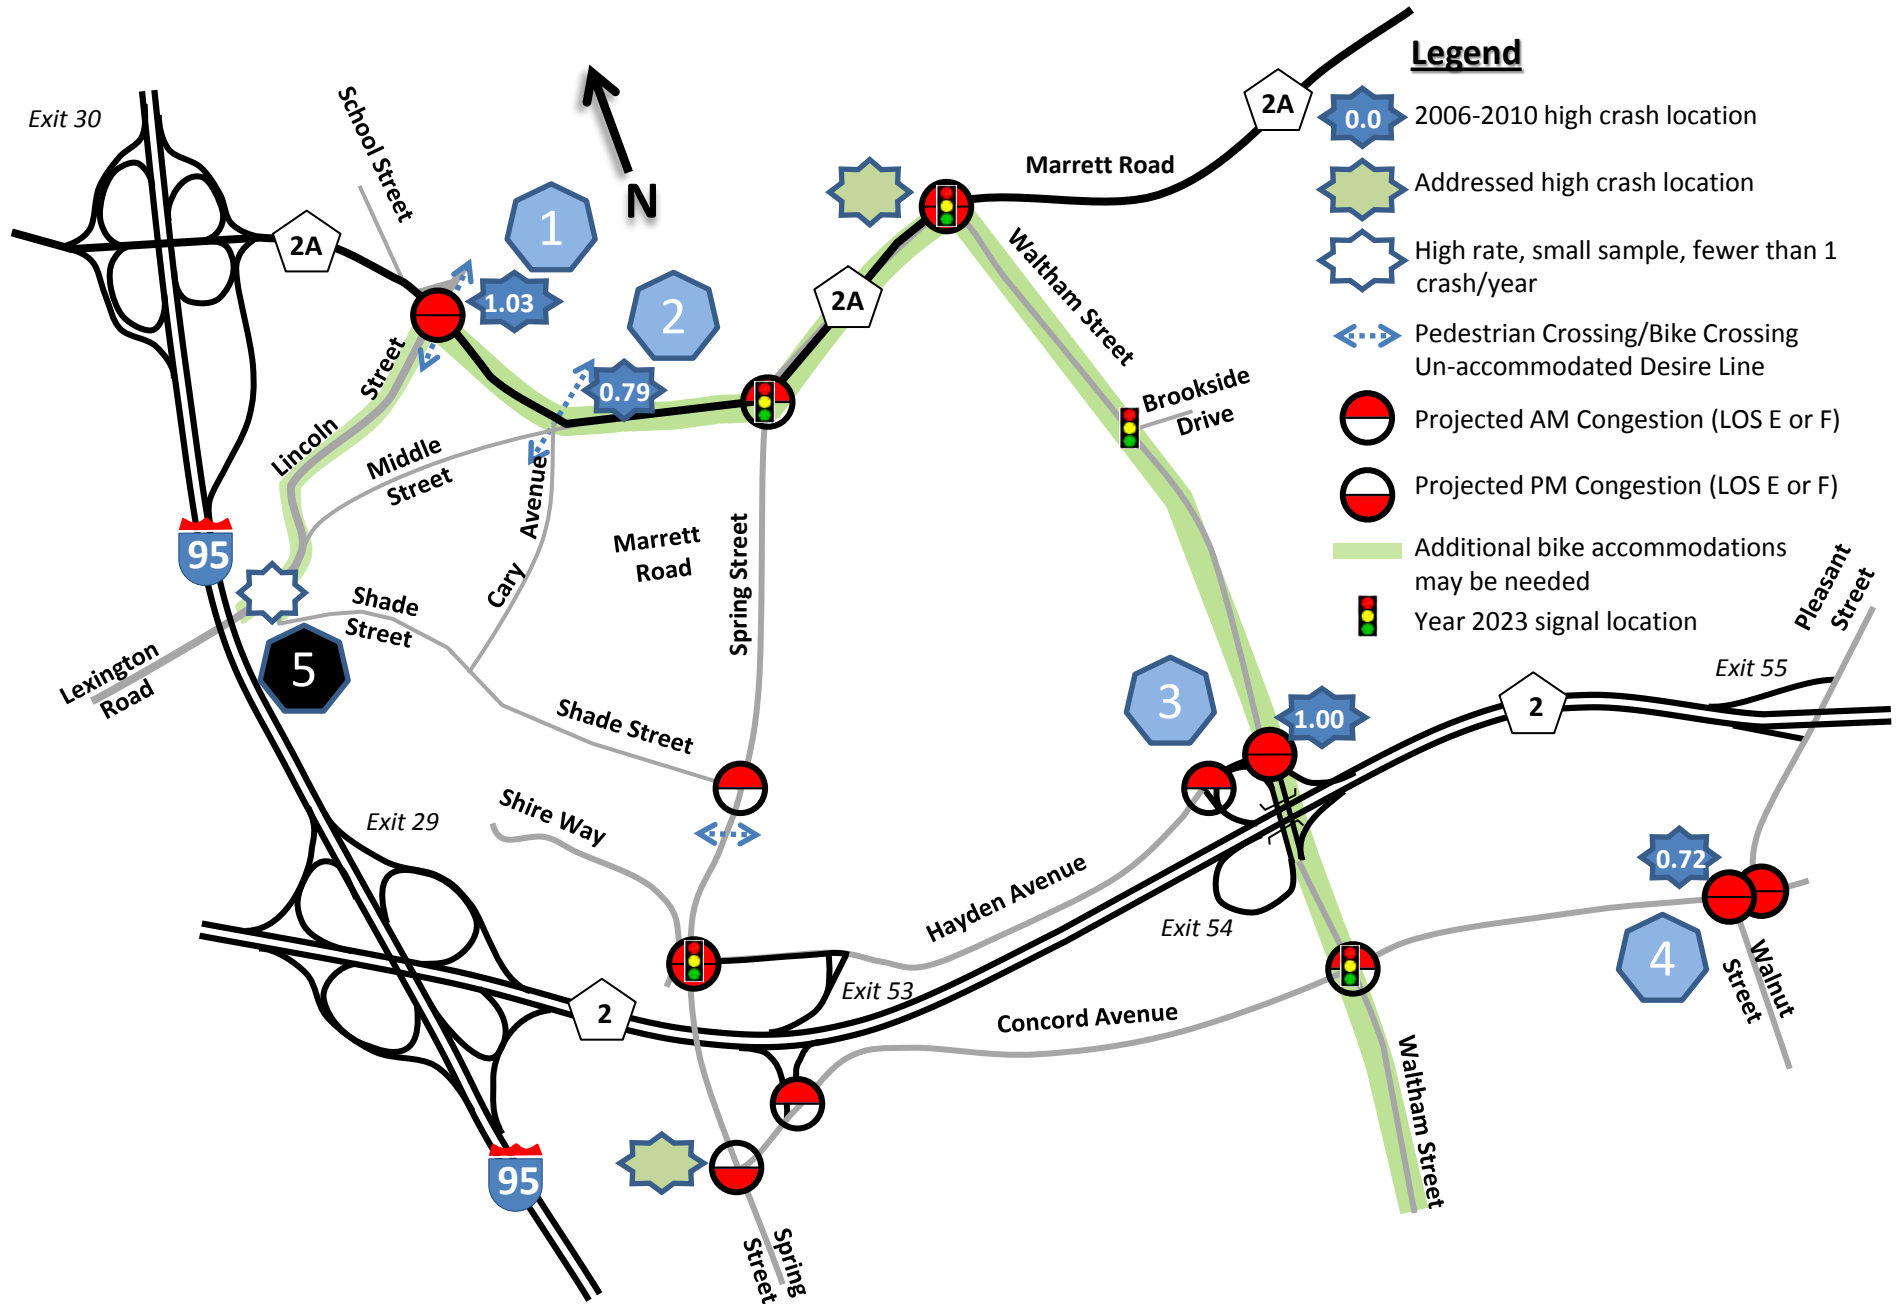 Legend
0.0
2006-2010 high crash location
Addressed high crash location
High rate, small sample, fewer than 1
crash/year
Pedestrian Crossing/Bike Crossing
Un-accommodated Desire Line
Projected AM Congestion (LOS E or F)
Projected PM Congestion (LOS E or F)
Additional bike accommodations
may be needed
Year 2023 signal location
Exit 30
School Street
N
2A
Marrett Road
2A
1
1.03
2
2A
0.79
Waltham Street
Brookside
Drive
Lincoln
Street
Middle
Street
Cary
Avenue
Marrett
Road
Spring Street
95
Shade
Street
5
Lexington
Road
Shade Street
Shire Way
Exit 29
3
1.00
2
Exit 55
Pleasant
Street
Hayden Avenue
Exit 54
0.72
4
Walnut
Street
Exit 53
2
Concord Avenue
Waltham Street
95
Spring
Street